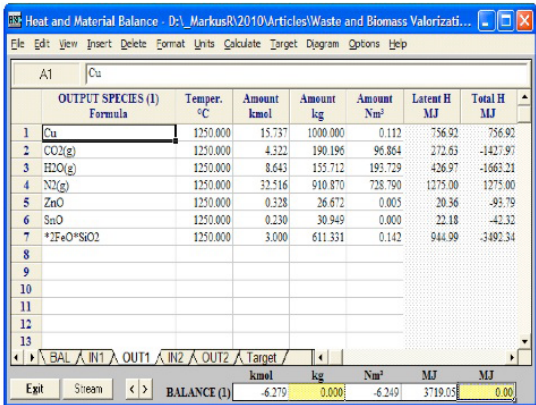 Heat and Material Balance - D:\_MarkusR\2010\Articles\Waste and Biomass Valorizati...
File Edit View Insert Delete Format Units Calculate Target Diagram Options Help
A1 Cu
OUTPUT SPECIES (1) Temper. Amount Amount Amount Latent H Total H
Formula °C kmol kg Nm³ MJ MJ
1 Cu 1250.000 15.737 1000.000 0.112 756.92 756.92
2 CO2(g) 1250.000 4.322 190.196 96.864 272.63 -1427.97
3 H2O(g) 1250.000 8.643 155.712 193.729 426.97 -1663.21
4 N2(g) 1250.000 32.516 910.870 728.790 1275.00 1275.00
5 ZnO 1250.000 0.328 26.672 0.005 20.36 -93.79
6 SnO 1250.000 0.230 30.949 0.000 22.18 -42.32
7 *2FeO*SiO2 1250.000 3.000 611.331 0.142 944.99 -3492.34
8
9
10
11
12
13
BAL IN1 OUT1 IN2 OUT2 Target
kmol kg Nm³ MJ MJ
Exit Stream < > BALANCE (1) -6.279 0.000 -6.249 3719.05 0.00